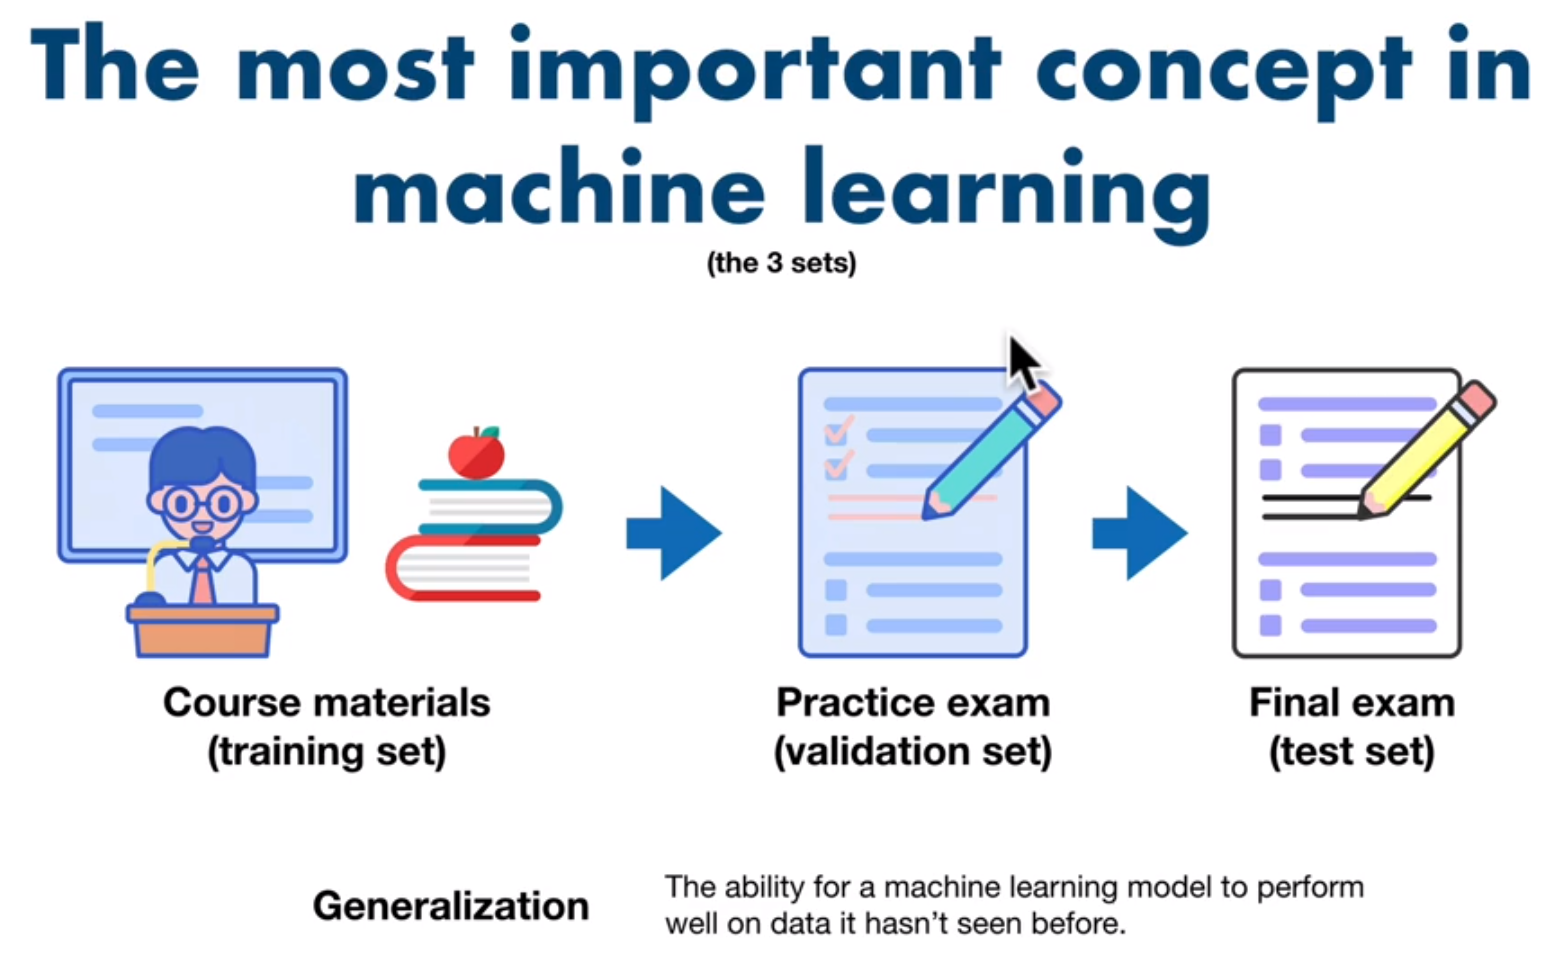 The most important concept in
machine learning
(the 3 sets)
Course materials
(training set)
Practice exam
(validation set)
Final exam
(test set)
Generalization
The ability for a machine learning model to perform
well on data it hasn't seen before.